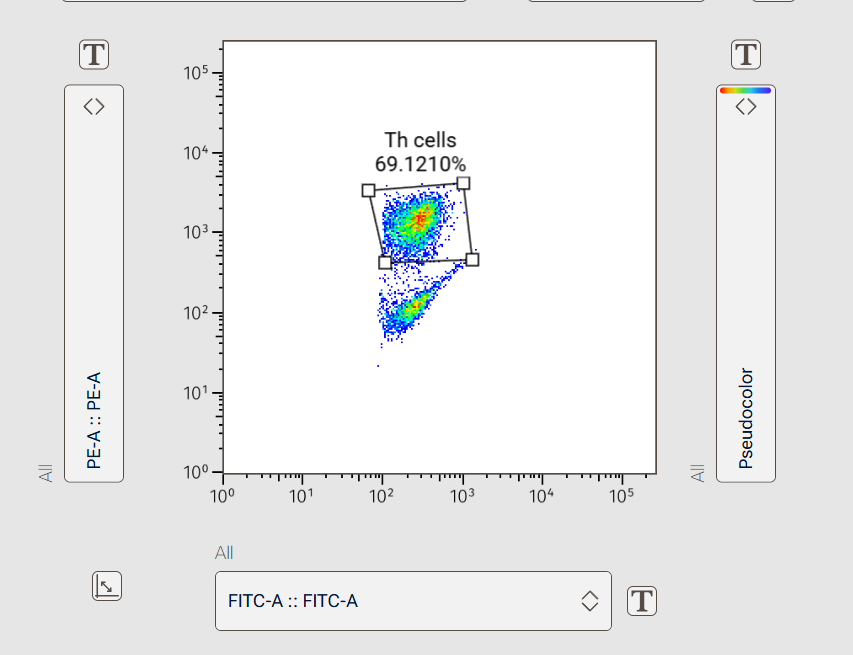 T
T
10⁵
Th cells
10⁴
69.1210%
10³
10²
10¹
10⁰
PE-A :: PE-A
All
Pseudocolor
All
10⁰ 10¹ 10² 10³ 10⁴ 10⁵
All
FITC-A :: FITC-A
T